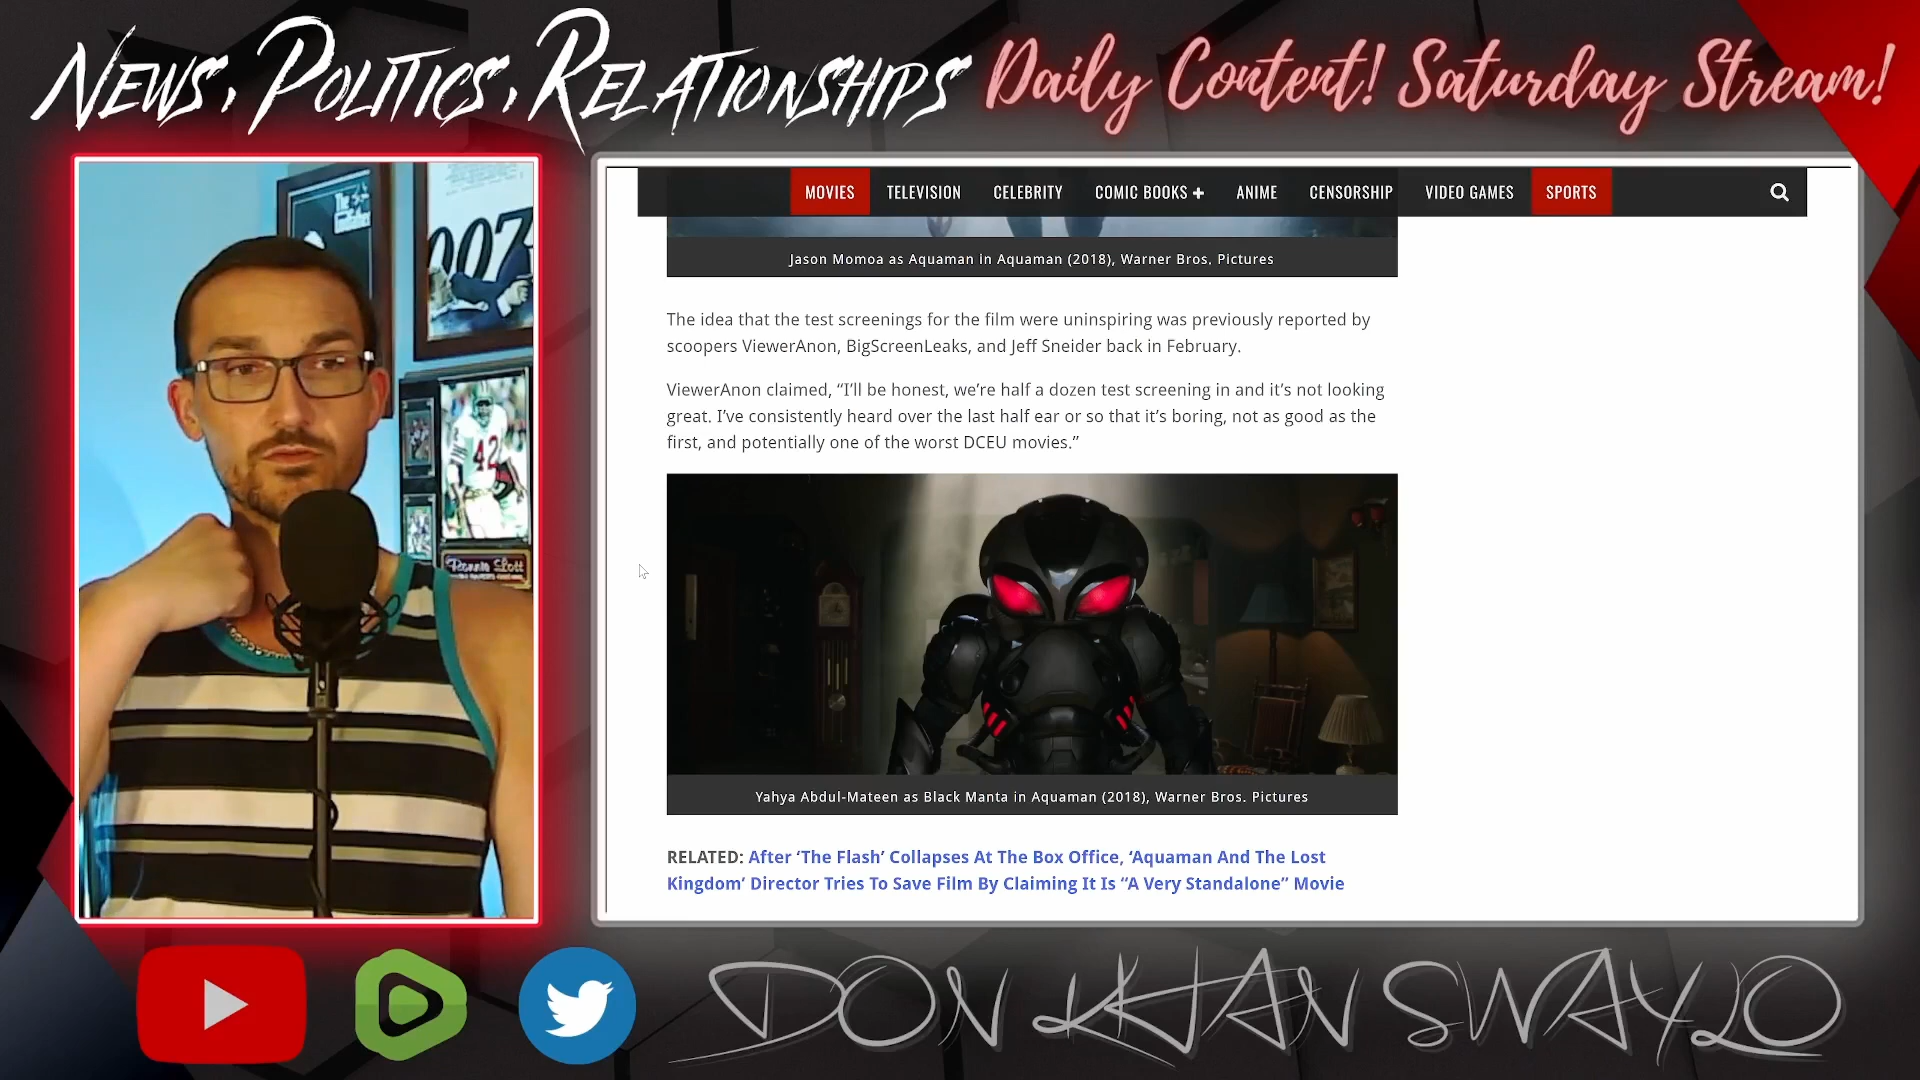 NEWS, POLITICS, RELATIONSHIPS
Daily Content! Saturday Stream!
MOVIES TELEVISION CELEBRITY COMIC BOOKS + ANIME CENSORSHIP VIDEO GAMES SPORTS
Jason Momoa as Aquaman in Aquaman (2018), Warner Bros. Pictures
The idea that the test screenings for the film were uninspiring was previously reported by
scoopers ViewerAnon, BigScreenLeaks, and Jeff Sneider back in February.
ViewerAnon claimed, “I’ll be honest, we’re half a dozen test screening in and it’s not looking
great. I’ve consistently heard over the last half ear or so that it’s boring, not as good as the
first, and potentially one of the worst DCEU movies.”
Yahya Abdul-Mateen as Black Manta in Aquaman (2018), Warner Bros. Pictures
RELATED: After ‘The Flash’ Collapses At The Box Office, ‘Aquaman And The Lost
Kingdom’ Director Tries To Save Film By Claiming It Is “A Very Standalone” Movie
The
007
42
Ronnie Lott
DON KHAN SWAYLO